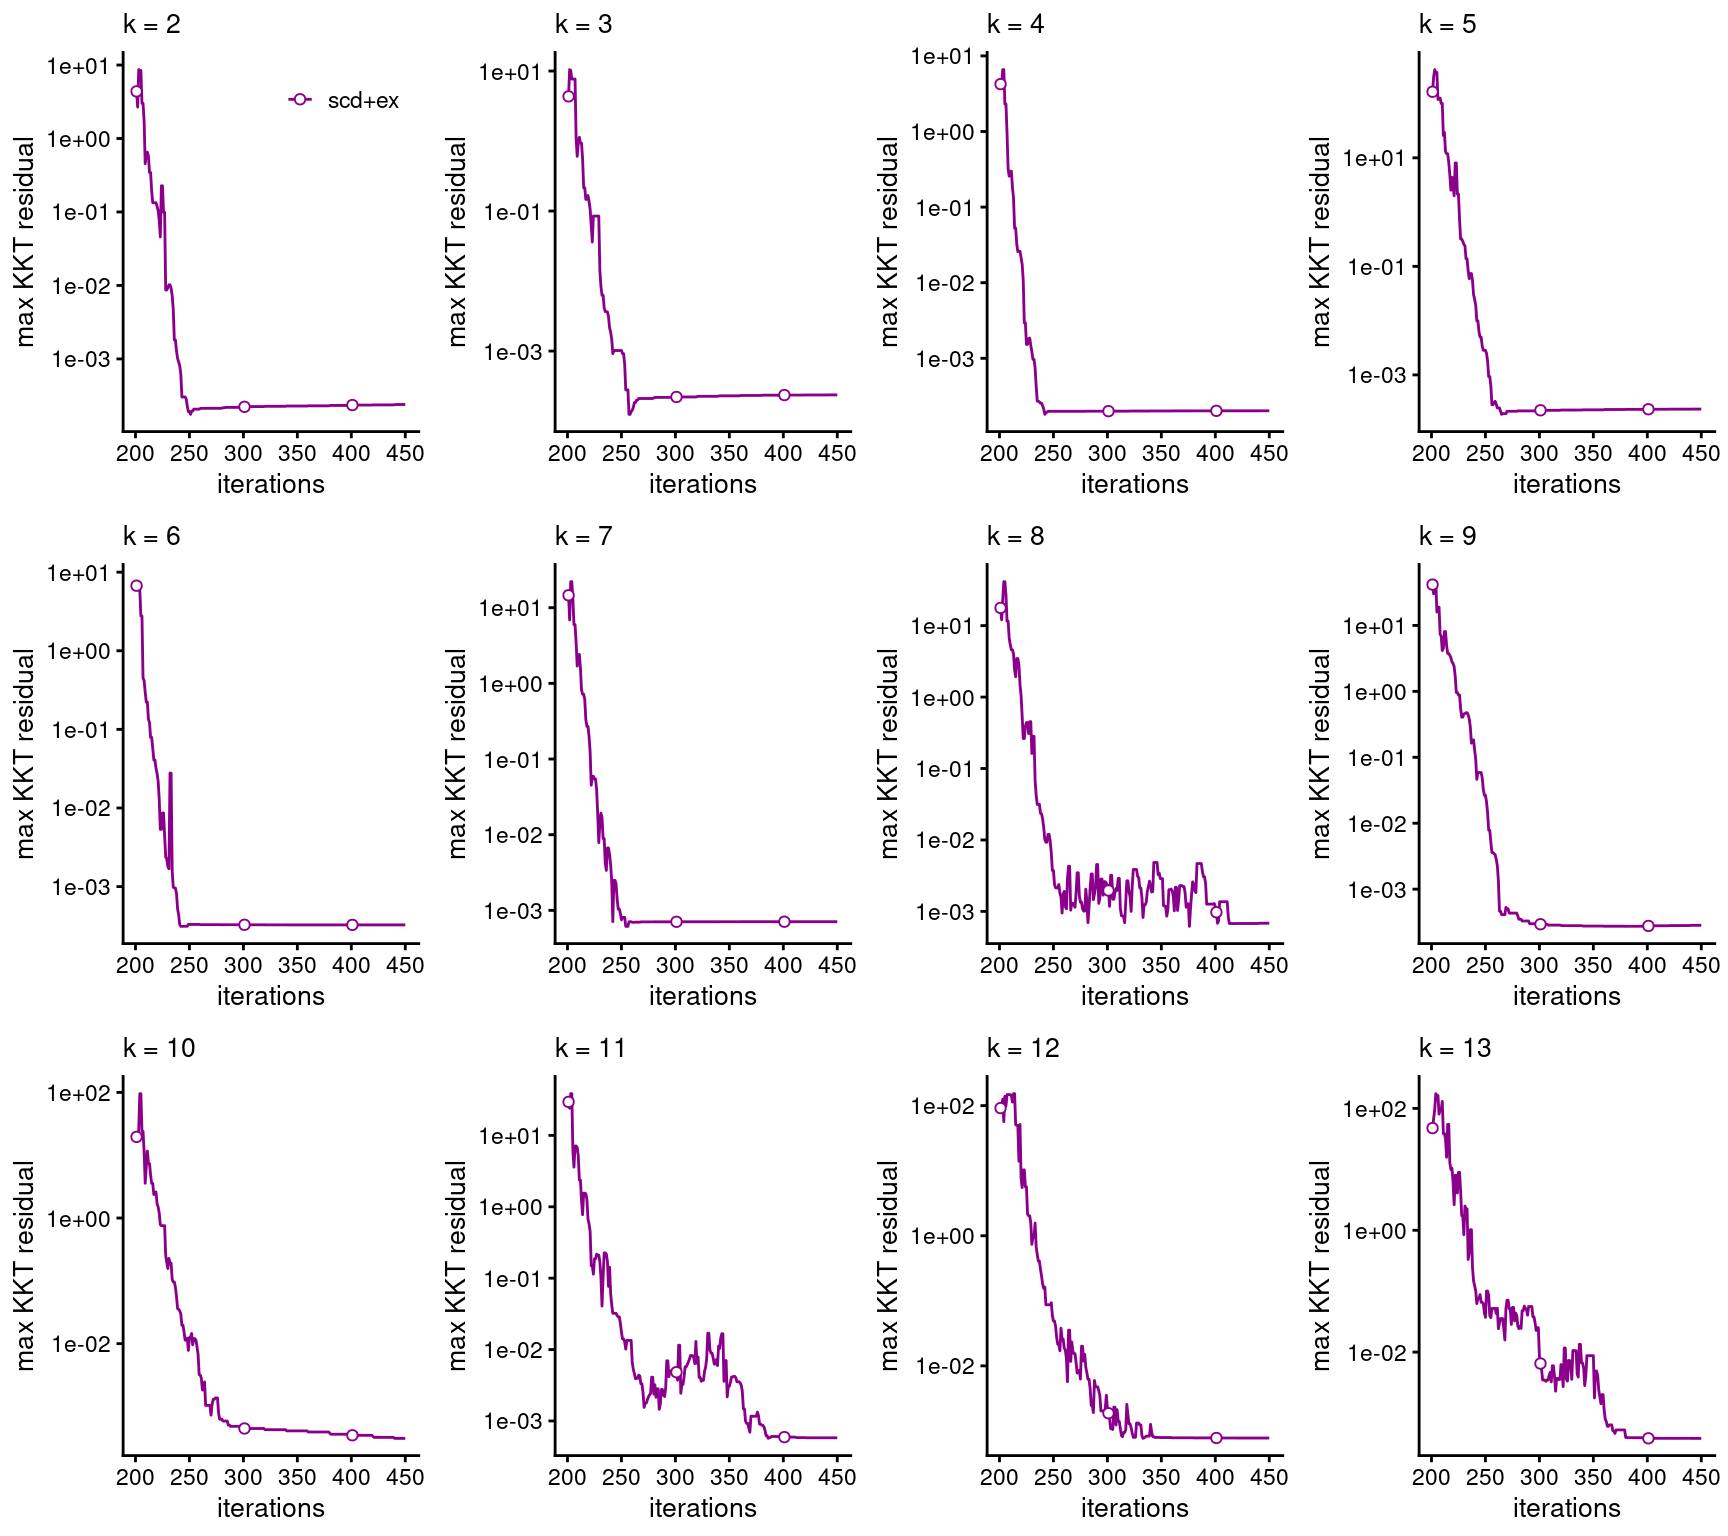 k = 2
k = 3
k = 4
k = 5
max KKT residual
1e+01
1e+00
1e-01
1e-02
1e-03
scd+ex
200 250 300 350 400 450
iterations
max KKT residual
1e+01
1e-01
1e-03
200 250 300 350 400 450
iterations
max KKT residual
1e+01
1e+00
1e-01
1e-02
1e-03
200 250 300 350 400 450
iterations
max KKT residual
1e+01
1e-01
1e-03
200 250 300 350 400 450
iterations
k = 6
k = 7
k = 8
k = 9
max KKT residual
1e+01
1e+00
1e-01
1e-02
1e-03
200 250 300 350 400 450
iterations
max KKT residual
1e+01
1e+00
1e-01
1e-02
1e-03
200 250 300 350 400 450
iterations
max KKT residual
1e+01
1e+00
1e-01
1e-02
1e-03
200 250 300 350 400 450
iterations
max KKT residual
1e+01
1e+00
1e-01
1e-02
1e-03
200 250 300 350 400 450
iterations
k = 10
k = 11
k = 12
k = 13
max KKT residual
1e+02
1e+00
1e-02
200 250 300 350 400 450
iterations
max KKT residual
1e+01
1e+00
1e-01
1e-02
1e-03
200 250 300 350 400 450
iterations
max KKT residual
1e+02
1e+00
1e-02
200 250 300 350 400 450
iterations
max KKT residual
1e+02
1e+00
1e-02
200 250 300 350 400 450
iterations